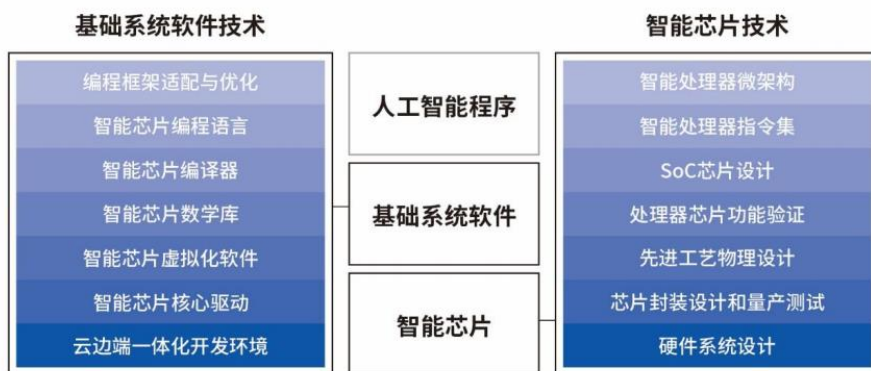 基础系统软件技术
编程框架适配与优化
智能芯片编程语言
智能芯片编译器
智能芯片数学库
智能芯片虚拟化软件
智能芯片核心驱动
云边端一体化开发环境
人工智能程序
基础系统软件
智能芯片
智能芯片技术
智能处理器微架构
智能处理器指令集
SoC芯片设计
处理器芯片功能验证
先进工艺物理设计
芯片封装设计和量产测试
硬件系统设计